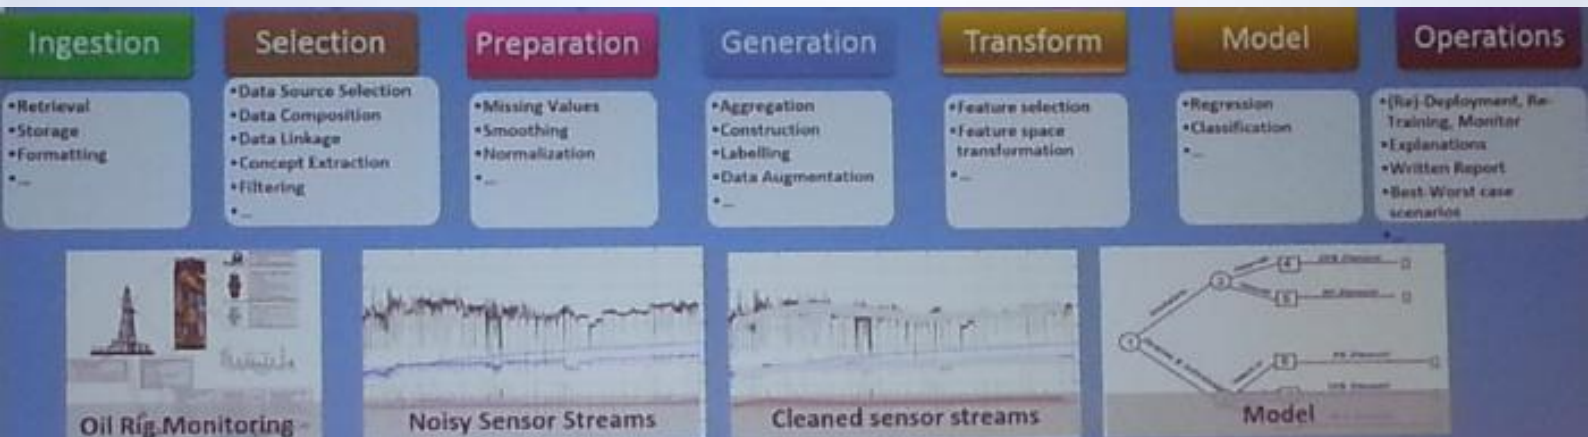 Ingestion
•Retrieval
•Storage
•Formatting
•...
Selection
•Data Source Selection
•Data Composition
•Data Linkage
•Concept Extraction
•Filtering
•...
Preparation
•Missing Values
•Smoothing
•Normalization
•...
Generation
•Aggregation
•Construction
•Labelling
•Data Augmentation
•...
Transform
•Feature selection
•Feature space
transformation
•...
Model
•Regression
•Classification
•...
Operations
•(Re)-Deployment, Re-
Training, Monitor
•Explanations
•Written Report
•Best-Worst case
scenarios
•...
Oil Rig Monitoring
Noisy Sensor Streams
Cleaned sensor streams
1
3
4
Model